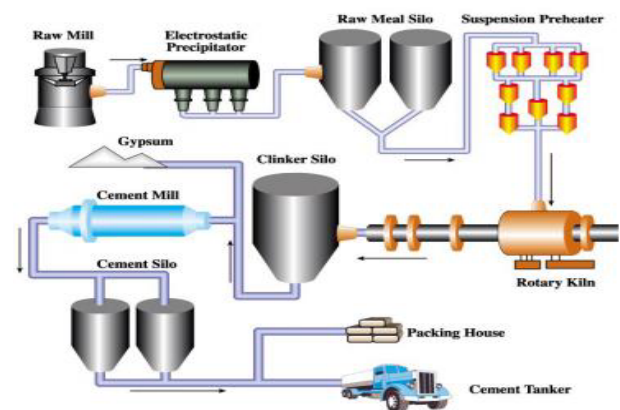 Raw Mill
Electrostatic
Precipitator
Raw Meal Silo
Suspension Preheater
Gypsum
Clinker Silo
Cement Mill
Rotary Kiln
Cement Silo
Packing House
Cement Tanker